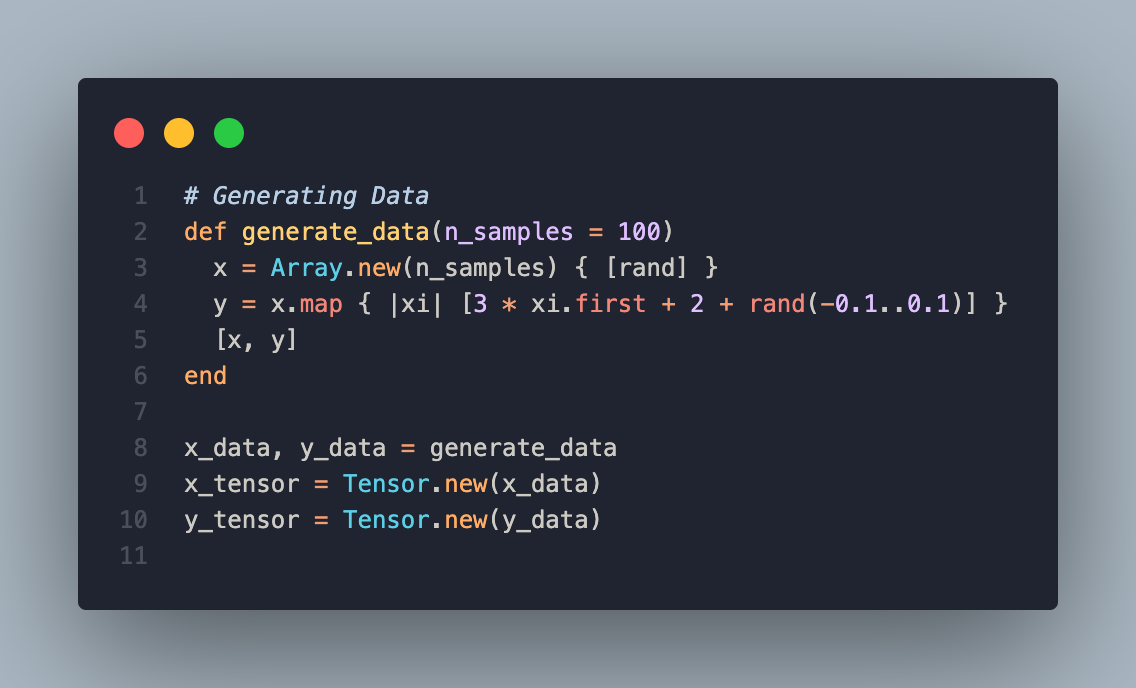 1 # Generating Data
2 def generate_data(n_samples = 100)
3   x = Array.new(n_samples) { [rand] }
4   y = x.map { |xi| [3 * xi.first + 2 + rand(-0.1..0.1)] }
5   [x, y]
6 end
7
8 x_data, y_data = generate_data
9 x_tensor = Tensor.new(x_data)
10 y_tensor = Tensor.new(y_data)
11